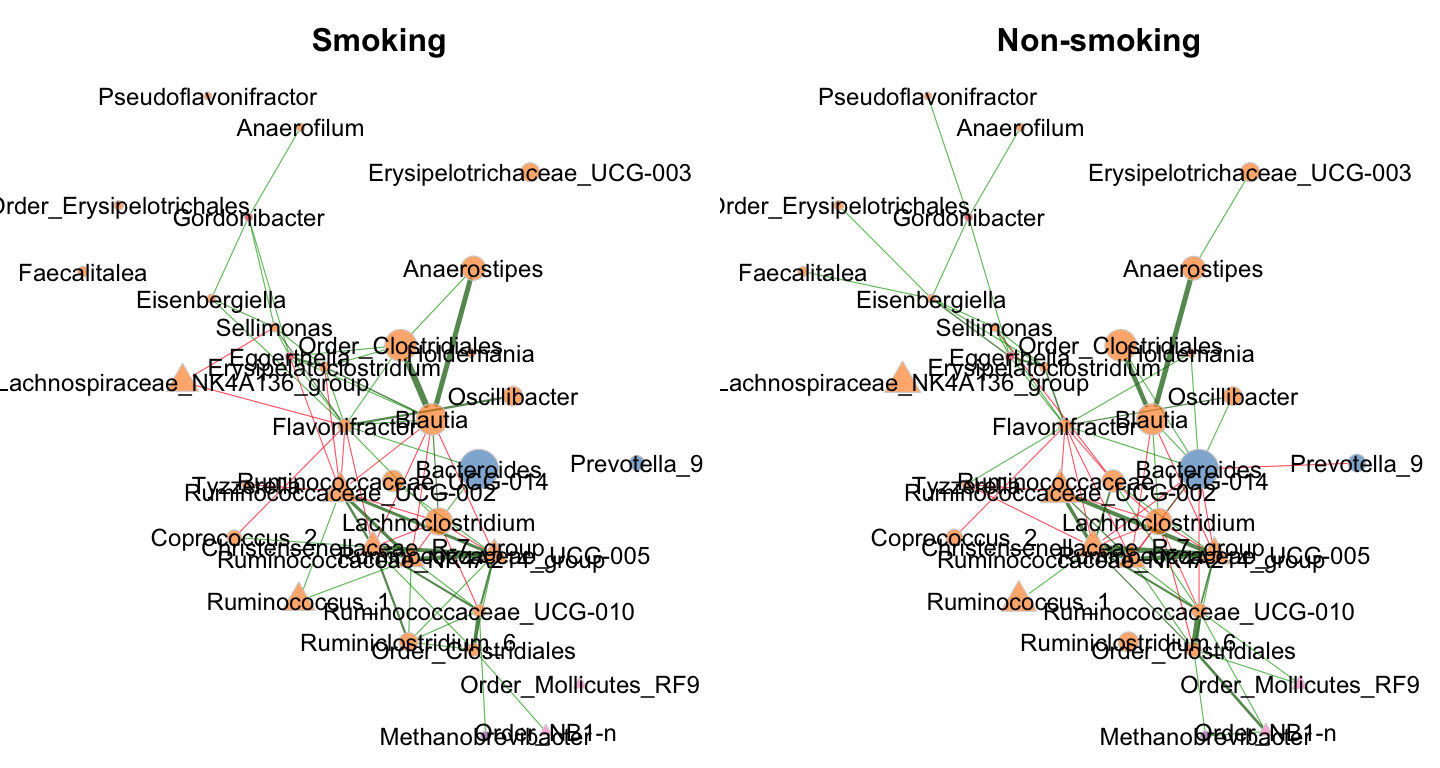 Smoking
Pseudoflavonifractor
Anaerofilum
Erysipelotrichaceae_UCG-003
Order_Erysipelotrichales
Gordonibacter
Anaerostipes
Faecalitalea
Eisenbergiella
Sellimonas
Order_Clostridiales
Holdemania
Eggerthella
Erysipelatoclostridium
Lachnospiraceae_NK4A136_group
Oscillibacter
Blautia
Flavonifractor
Bacteroides
Prevotella_9
Ruminococcaceae_UCG-014
Tyzzerella
Ruminococcaceae_UCG-002
Lachnoclostridium
Coprococcus_2
Christensenellaceae_R-7_group
Ruminococcaceae_UCG-005
Ruminococcaceae_NK4A214_group
Ruminococcus_1
Ruminococcaceae_UCG-010
Ruminiclostridium_6
Order_Clostridiales
Order_Mollicutes_RF9
Order_NB1-n
Methanobrevibacter
Non-smoking
Pseudoflavonifractor
Anaerofilum
Erysipelotrichaceae_UCG-003
Order_Erysipelotrichales
Gordonibacter
Anaerostipes
Faecalitalea
Eisenbergiella
Sellimonas
Order_Clostridiales
Holdemania
Eggerthella
Erysipelatoclostridium
Lachnospiraceae_NK4A136_group
Oscillibacter
Blautia
Flavonifractor
Bacteroides
Prevotella_9
Ruminococcaceae_UCG-014
Tyzzerella
Ruminococcaceae_UCG-002
Lachnoclostridium
Coprococcus_2
Christensenellaceae_R-7_group
Ruminococcaceae_UCG-005
Ruminococcaceae_NK4A214_group
Ruminococcus_1
Ruminococcaceae_UCG-010
Ruminiclostridium_6
Order_Clostridiales
Order_Mollicutes_RF9
Order_NB1-n
Methanobrevibacter